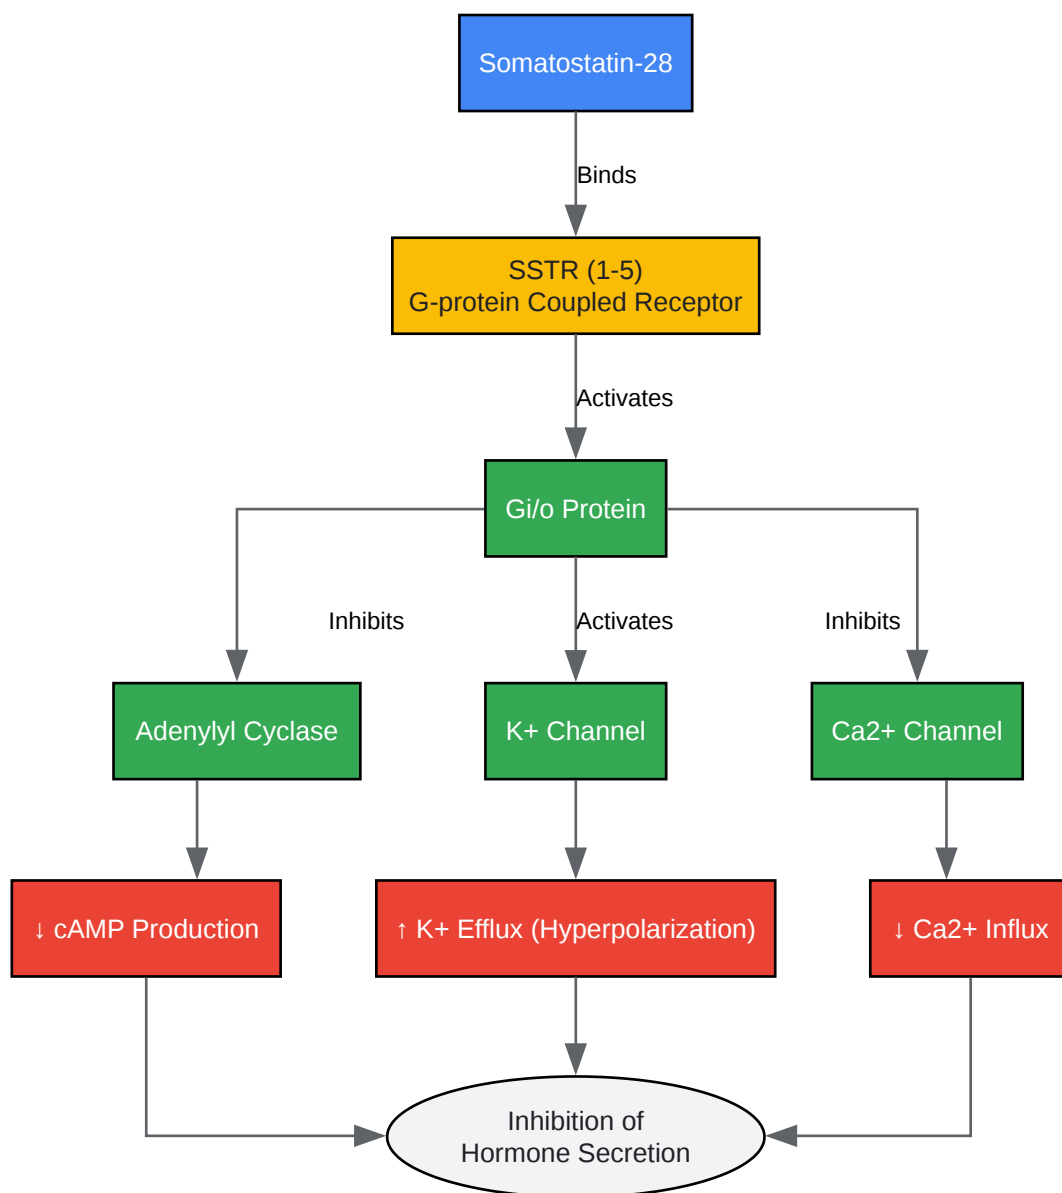 Somatostatin-28
Binds
SSTR (1-5)
G-protein Coupled Receptor
Activates
Gi/o Protein
Inhibits
Activates
Inhibits
Adenylyl Cyclase
K+ Channel
Ca2+ Channel
↓ cAMP Production
↑ K+ Efflux (Hyperpolarization)
↓ Ca2+ Influx
Inhibition of
Hormone Secretion